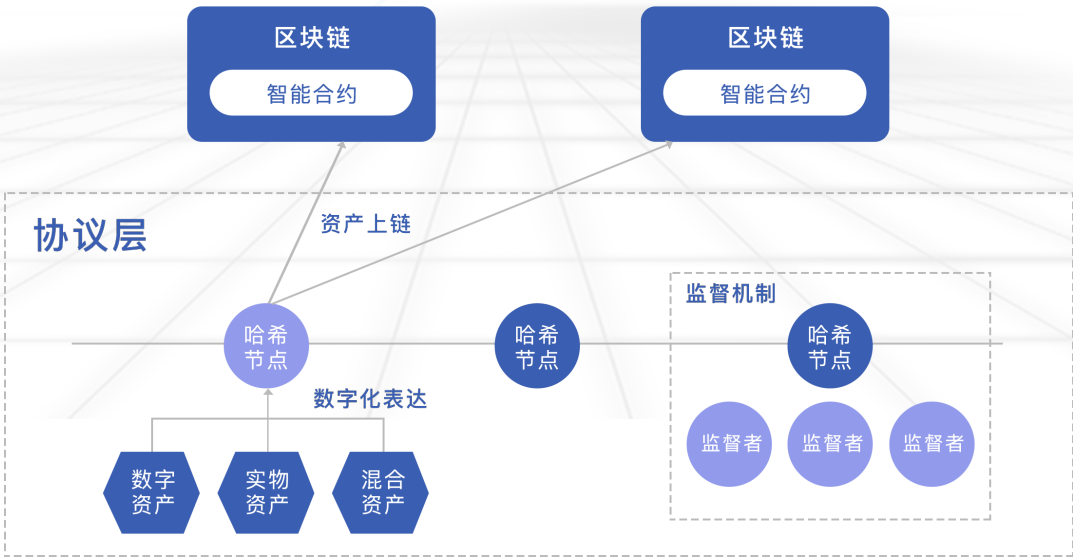 区块链
智能合约
区块链
智能合约
协议层
资产上链
监督机制
哈希
节点
哈希
节点
哈希
节点
数字化表达
监督者
监督者
监督者
数字
资产
实物
资产
混合
资产